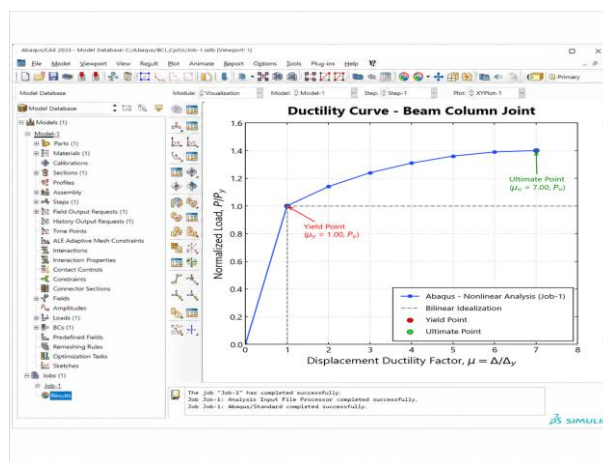 Abaqus/CAE 2023 - Model Database: C:/Abaqus/BCJ_Cyclic/Job-1.odb [Viewport: 1]
File Model Viewport View Result Plot Animate Report Options Tools Plug-ins Help
Primary
Model Database Module: Visualization Model: Model-1 Step: Step-1 Plot: XYPlot-1
Model Database
Models (1)
Model-1
Parts (1)
Materials (1)
Calibrations
Sections (1)
Profiles
Assembly
Steps (1)
Field Output Requests (1)
History Output Requests (1)
Time Points
ALE Adaptive Mesh Constraints
Interactions
Interaction Properties
Contact Controls
Constraints
Connector Sections
Fields
Amplitudes
Loads (1)
BCs (1)
Predefined Fields
Remeshing Rules
Optimization Tasks
Sketches
Jobs (1)
Job-1
Results
Ductility Curve - Beam Column Joint
Normalized Load, P/Py
1.6
1.4
1.2
1.0
0.8
0.6
0.4
0.2
0.0
Yield Point
(μy = 1.00, Py)
Ultimate Point
(μu = 7.00, Pu)
Abaqus - Nonlinear Analysis (Job-1)
Bilinear Idealization
Yield Point
Ultimate Point
0 1 2 3 4 5 6 7 8
Displacement Ductility Factor, μ = Δ/Δy
The job "Job-1" has completed successfully.
Job Job-1: Analysis Input File Processor completed successfully.
Job Job-1: Abaqus/Standard completed successfully.
SIMULIA